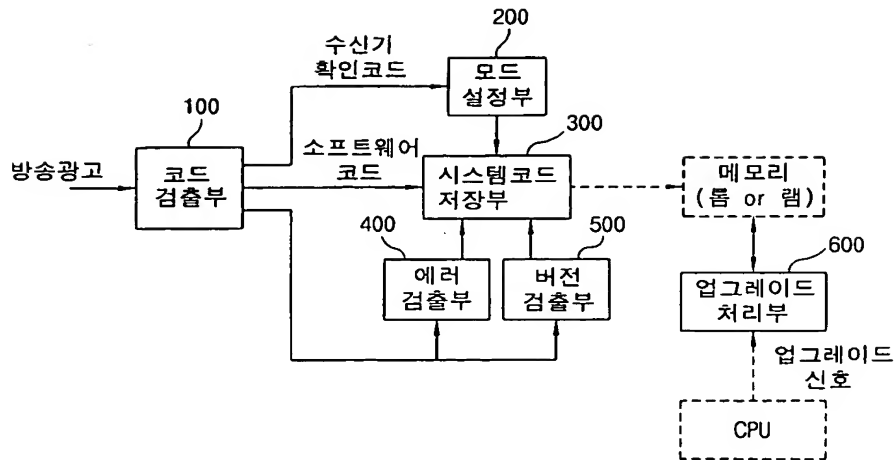 200
수신기
확인코드
모드
설정부
100
300
방송광고
코드
검출부
소프트웨어
코드
시스템코드
저장부
메모리
(롬 or 램)
400
500
600
에러
검출부
버전
검출부
업그레이드
처리부
업그레이드
신호
CPU